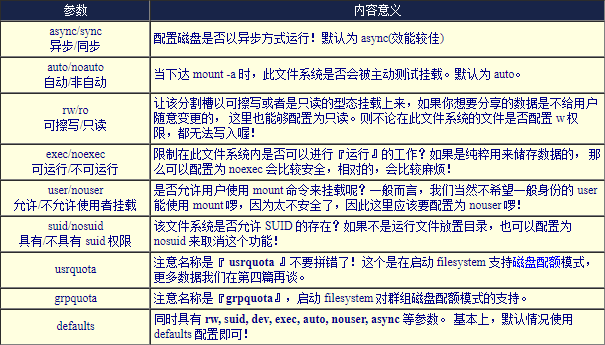 参数 内容意义
async/sync
异步/同步
配置磁盘是否以异步方式运行！默认为 async(效能较佳)
auto/noauto
自动/非自动
当下达 mount -a 时，此文件系统是否会被主动测试挂载。默认为 auto。
rw/ro
可擦写/只读
让该分割槽以可擦写或者是只读的型态挂载上来，如果你想要分享的数据是不给用户
随意变更的， 这里也能够配置为只读。则不论在此文件系统的文件是否配置 w 权
限，都无法写入喔！
exec/noexec
可运行/不可运行
限制在此文件系统内是否可以进行『运行』的工作？如果是纯粹用来储存数据的， 那
么可以配置为 noexec 会比较安全，相对的，会比较麻烦！
user/nouser
允许/不允许使用者挂载
是否允许用户使用 mount 命令来挂载呢？一般而言，我们当然不希望一般身份的 user
能使用 mount 啰，因为太不安全了，因此这里应该要配置为 nouser 啰！
suid/nosuid
具有/不具有 suid 权限
该文件系统是否允许 SUID 的存在？如果不是运行文件放置目录，也可以配置为
nosuid 来取消这个功能！
usrquota
注意名称是『 usrquota 』不要拼错了！这个是在启动 filesystem 支持磁盘配额模式，
更多数据我们在第四篇再谈。
grpquota
注意名称是『grpquota』，启动 filesystem 对群组磁盘配额模式的支持。
defaults
同时具有 rw, suid, dev, exec, auto, nouser, async 等参数。 基本上，默认情况使用
defaults 配置即可！